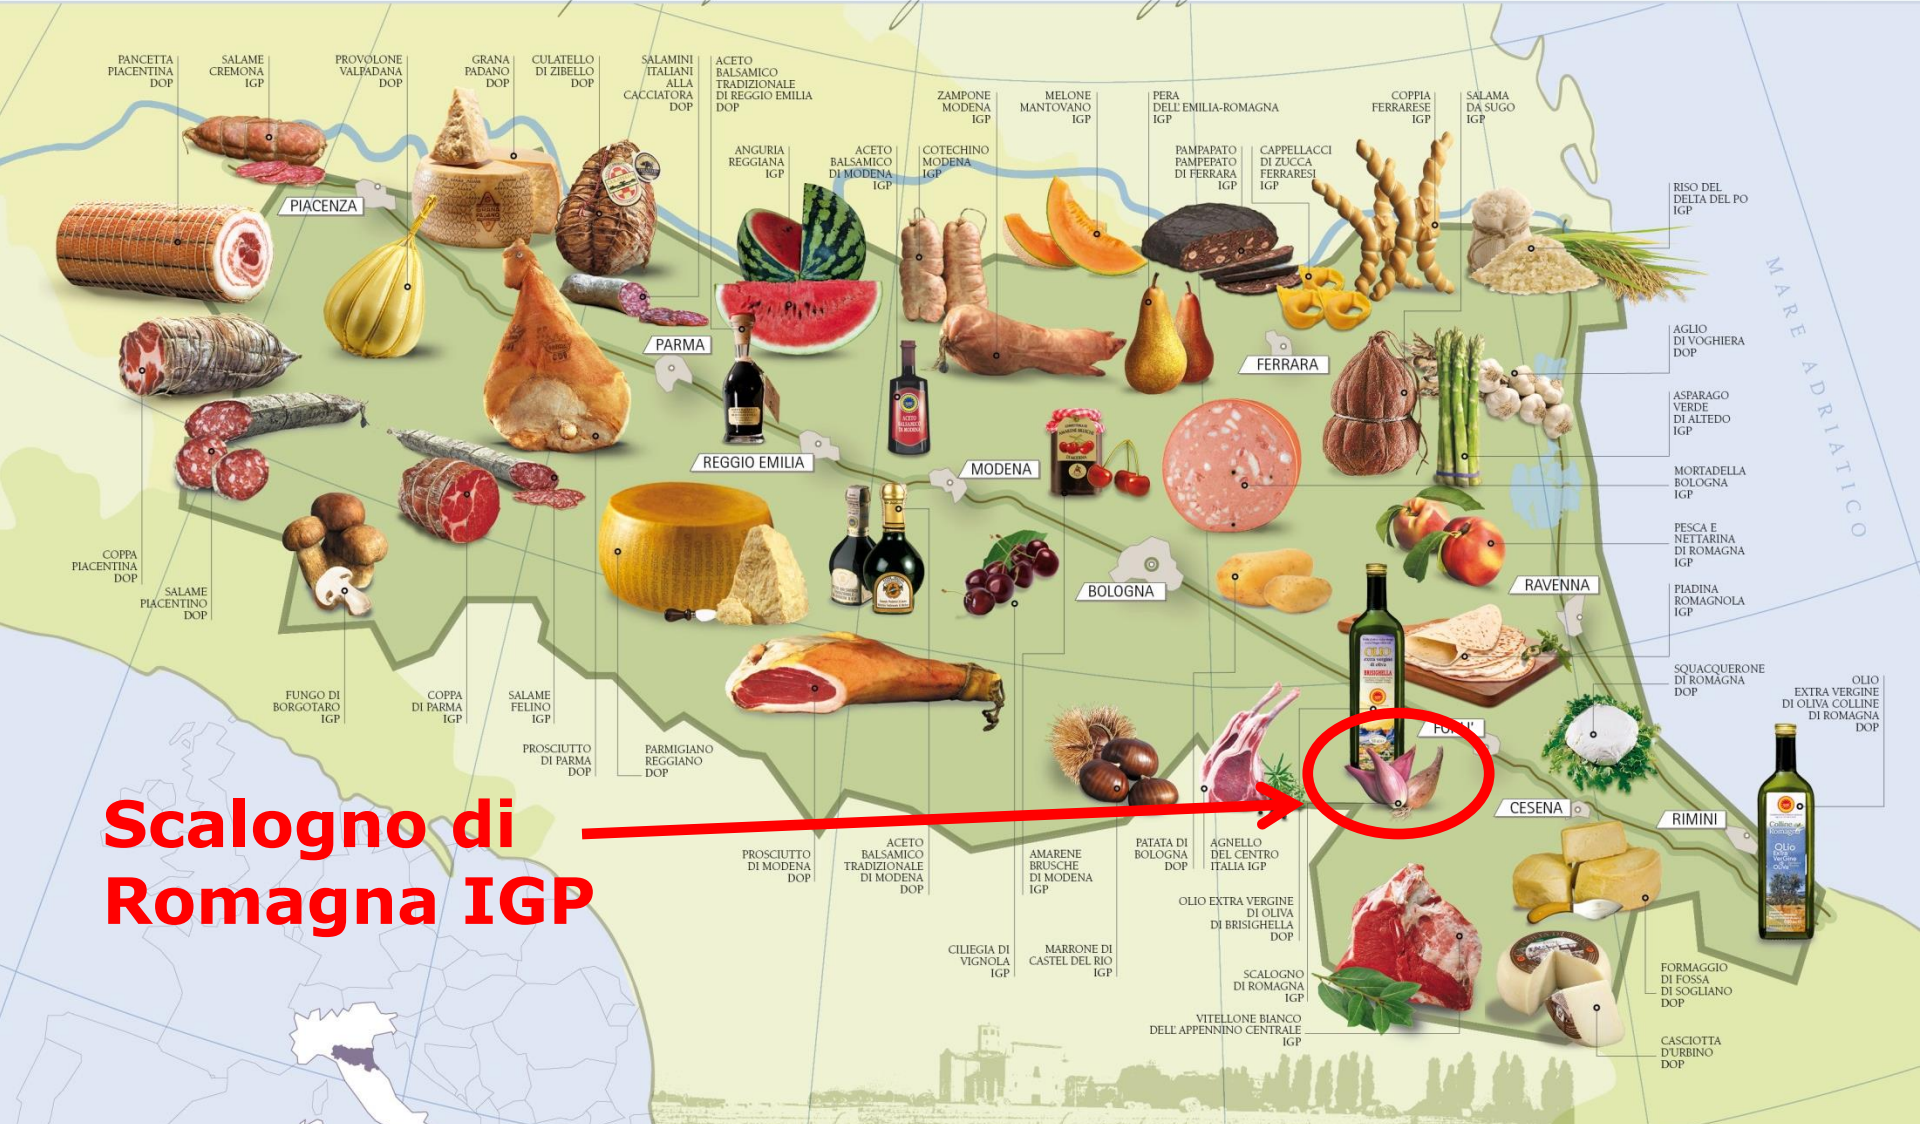 PANCETTA
PIACENTINA
DOP
SALAME
CREMONA
IGP
PROVOLONE
VALPADANA
DOP
GRANA
PADANO
DOP
CULATELLO
DI ZIBELLO
DOP
SALAMINI
ITALIANI
ALLA
CACCIATORA
DOP
ACETO
BALSAMICO
TRADIZIONALE
DI REGGIO EMILIA
DOP
ANGURIA
REGGIANA
IGP
ACETO
BALSAMICO
DI MODENA
IGP
COTECHINO
MODENA
IGP
ZAMPONE
MODENA
IGP
MELONE
MANTOVANO
IGP
PERA
DELL'EMILIA-ROMAGNA
IGP
PAMPAPATO
PAMPEPATO
DI FERRARA
IGP
CAPPELLACCI
DI ZUCCA
FERRARESI
IGP
COPPIA
FERRARESE
IGP
SALAMA
DA SUGO
IGP
RISO DEL
DELTA DEL PO
IGP
MARE ADRIATICO
AGLIO
DI VOGHIERA
DOP
ASPARAGO
VERDE
DI ALTEDO
IGP
MORTADELLA
BOLOGNA
IGP
PESCA E
NETTARINA
DI ROMAGNA
IGP
PIADINA
ROMAGNOLA
IGP
SQUACQUERONE
DI ROMAGNA
DOP
OLIO
EXTRA VERGINE
DI OLIVA COLLINE
DI ROMAGNA
DOP
PIACENZA
PARMA
REGGIO EMILIA
MODENA
BOLOGNA
FERRARA
RAVENNA
CESENA
RIMINI
ACETO
BALSAMICO
DI MODENA
OLIO
BRISIGHELLA
COPPA
PIACENTINA
DOP
SALAME
PIACENTINO
DOP
FUNGO DI
BORGOTARO
IGP
COPPA
DI PARMA
IGP
SALAME
FELINO
IGP
PROSCIUTTO
DI PARMA
DOP
PARMIGIANO
REGGIANO
DOP
Scalogno di
Romagna IGP
PROSCIUTTO
DI MODENA
DOP
ACETO
BALSAMICO
TRADIZIONALE
DI MODENA
DOP
AMARENE
BRUSCHE
DI MODENA
IGP
PATATA DI
BOLOGNA
DOP
AGNELLO
DEL CENTRO
ITALIA IGP
OLIO EXTRA VERGINE
DI OLIVA
DI BRISIGHELLA
DOP
CILIEGIA DI
VIGNOLA
IGP
MARRONE DI
CASTEL DEL RIO
IGP
SCALOGNO
DI ROMAGNA
IGP
VITELLONE BIANCO
DELL'APPENNINO CENTRALE
IGP
FORMAGGIO
DI FOSSA
DI SOGLIANO
DOP
CASCIOTTA
D'URBINO
DOP